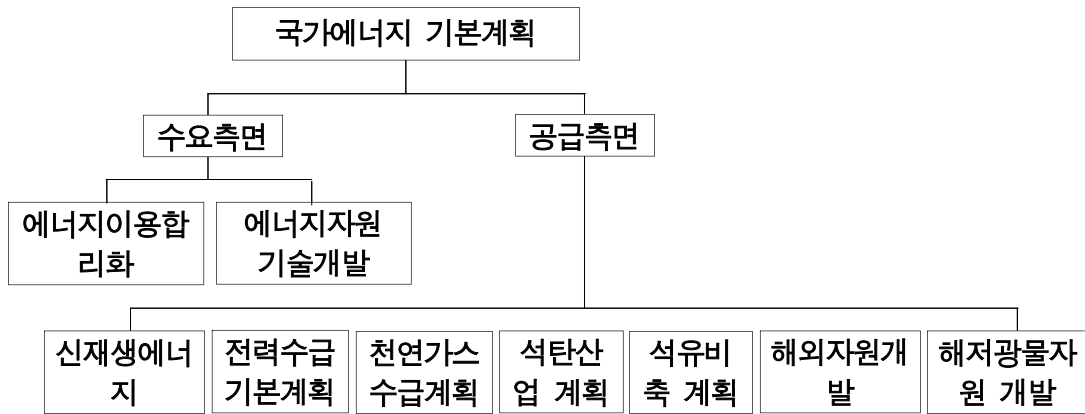 국가에너지 기본계획
수요측면
공급측면
에너지이용합
리화
에너지자원
기술개발
신재생에너
지
전력수급
기본계획
천연가스
수급계획
석탄산
업 계획
석유비
축 계획
해외자원개
발
해저광물자
원 개발